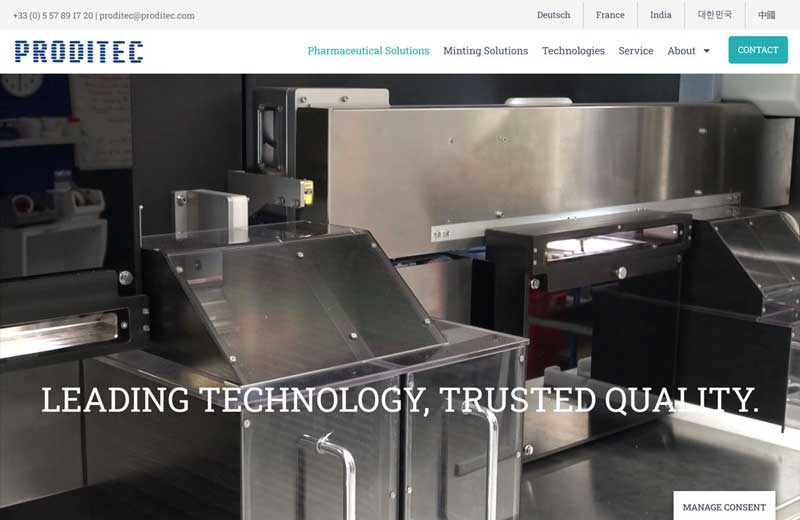 +33 (0) 5 57 89 17 20 | proditec@proditec.com
Deutsch
France
India
대한민국
中國
PRODITEC
Pharmaceutical Solutions
Minting Solutions
Technologies
Service
About
CONTACT
LEADING TECHNOLOGY, TRUSTED QUALITY.
MANAGE CONSENT